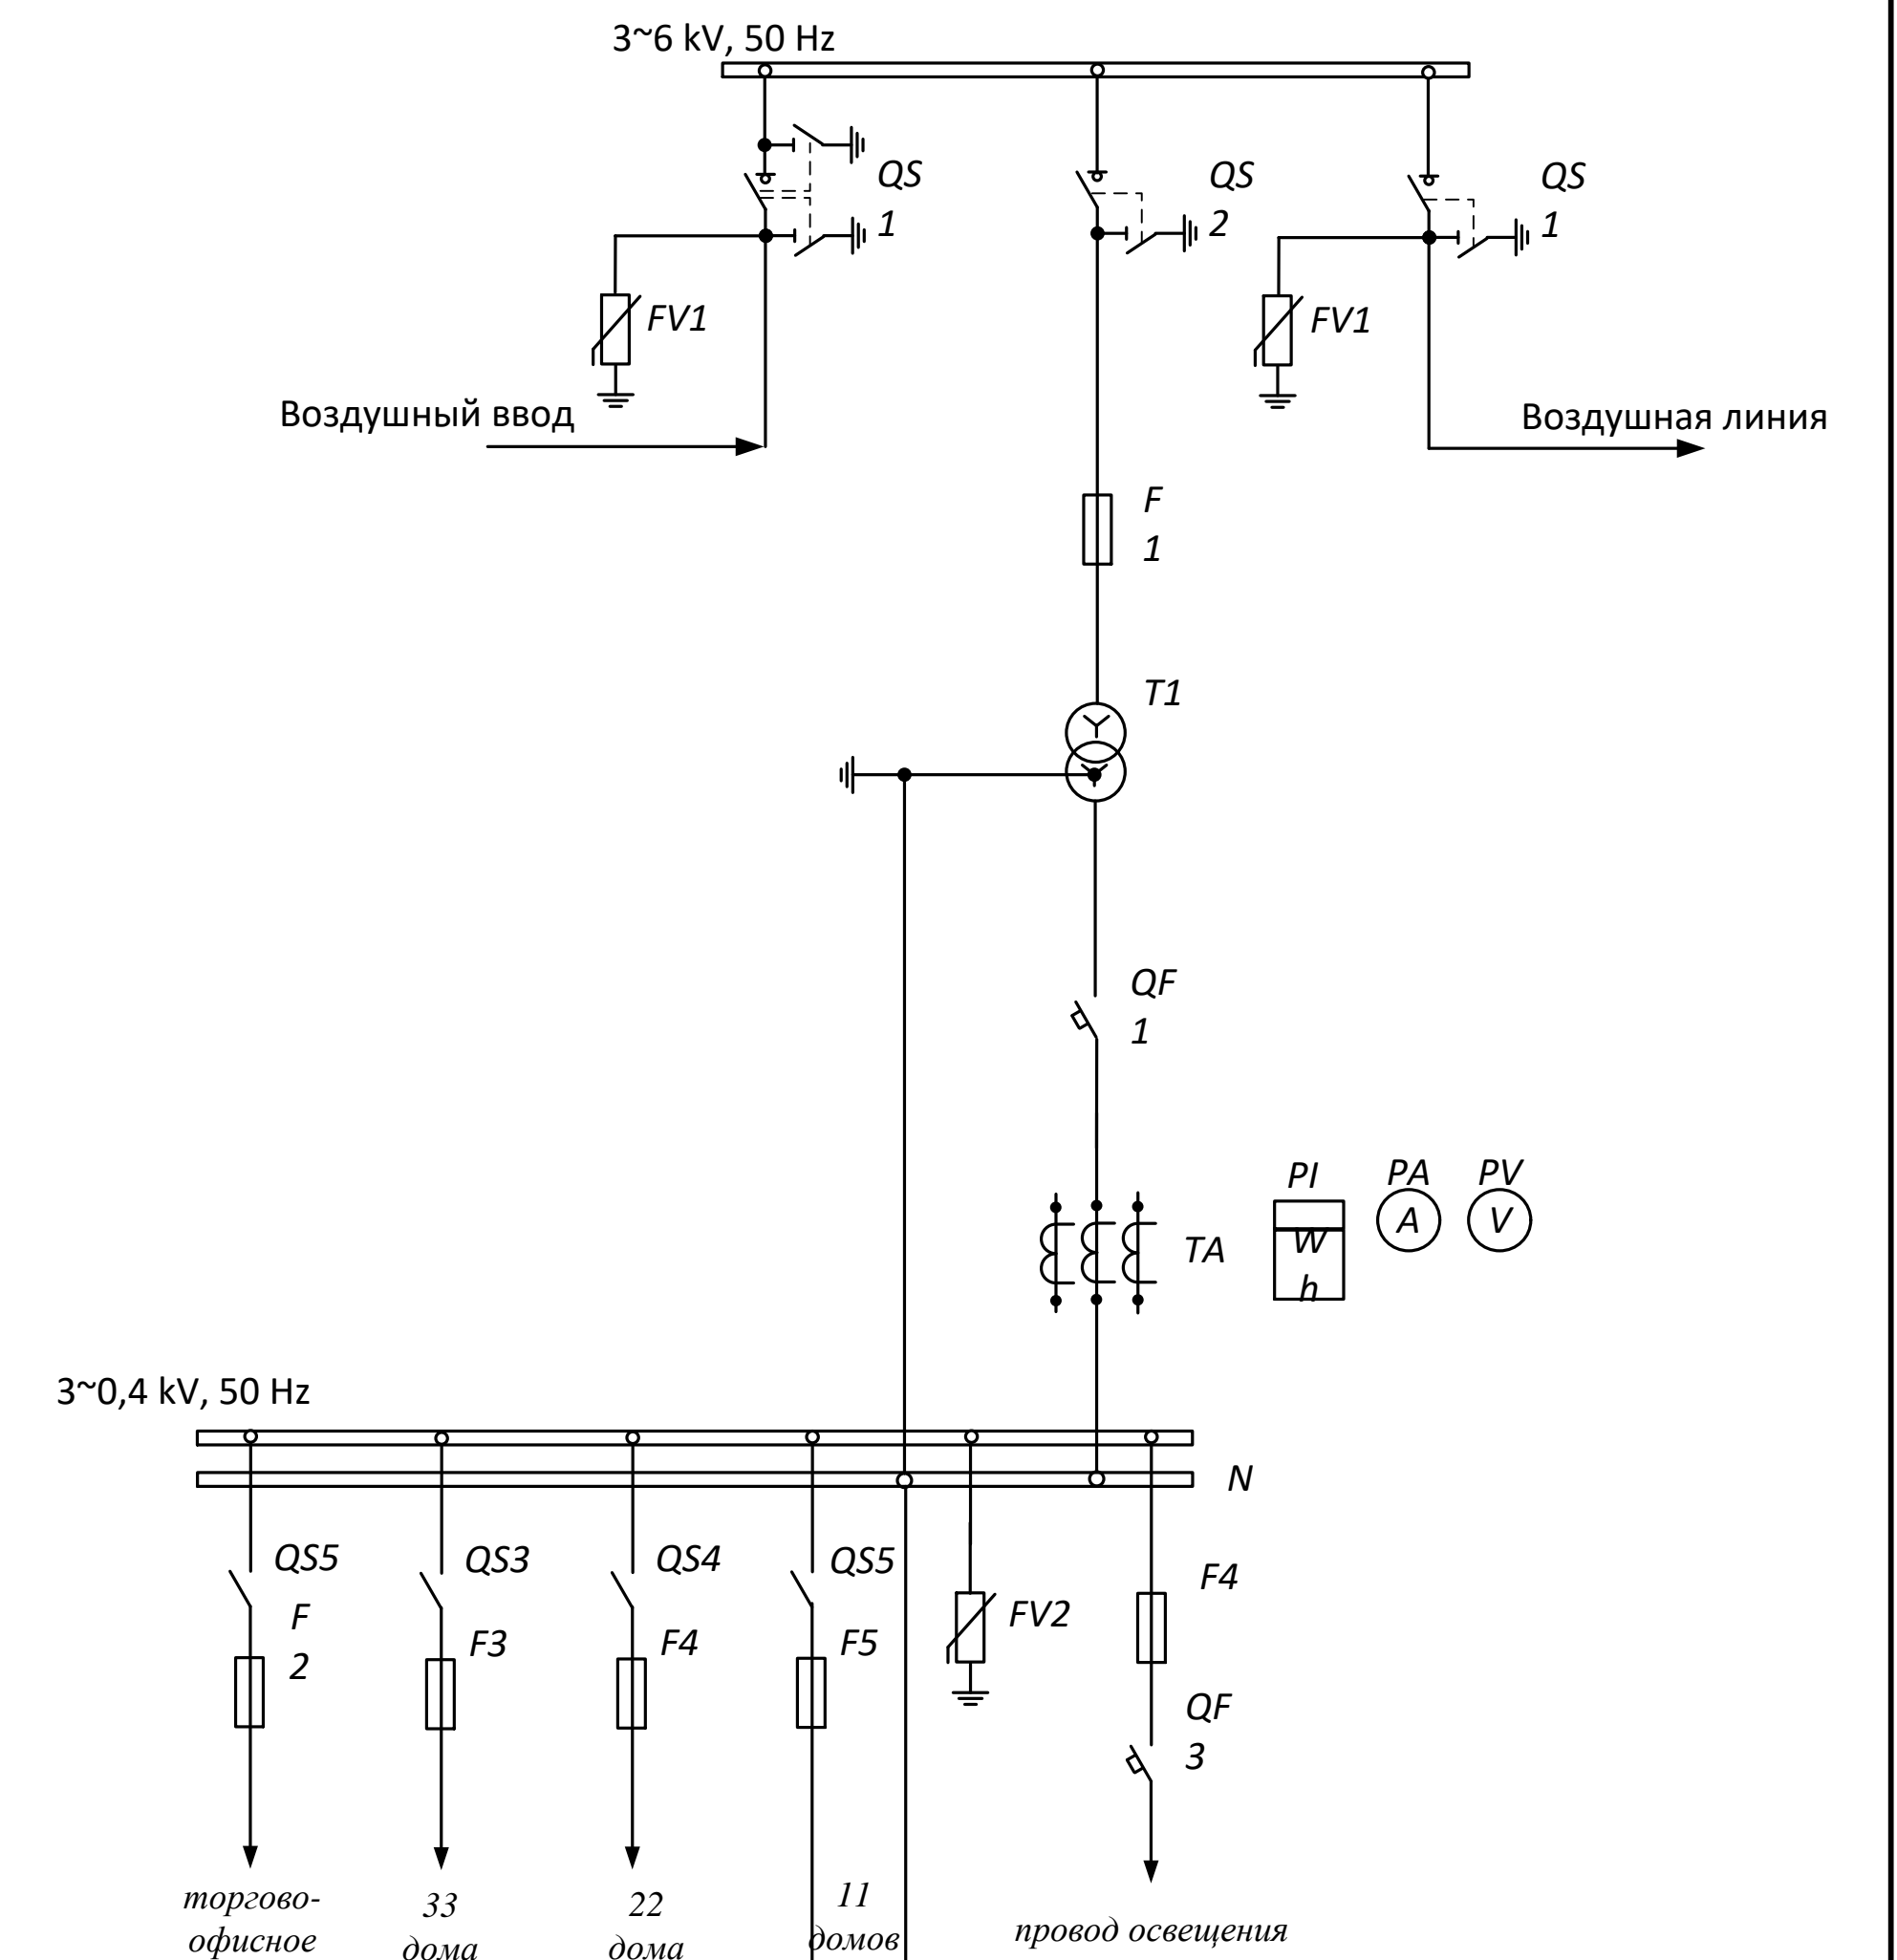 3~6 kV, 50 Hz
QS
1
QS
2
QS
1
FV1
FV1
Воздушный ввод
Воздушная линия
F
1
T1
QF
1
PI
PA
PV
TA
W
h
A
V
3~0,4 kV, 50 Hz
N
QS5
QS3
QS4
QS5
F4
F
2
F3
F4
F5
FV2
QF
3
торгово-
офисное
33
дома
22
дома
11
домов
провод освещения